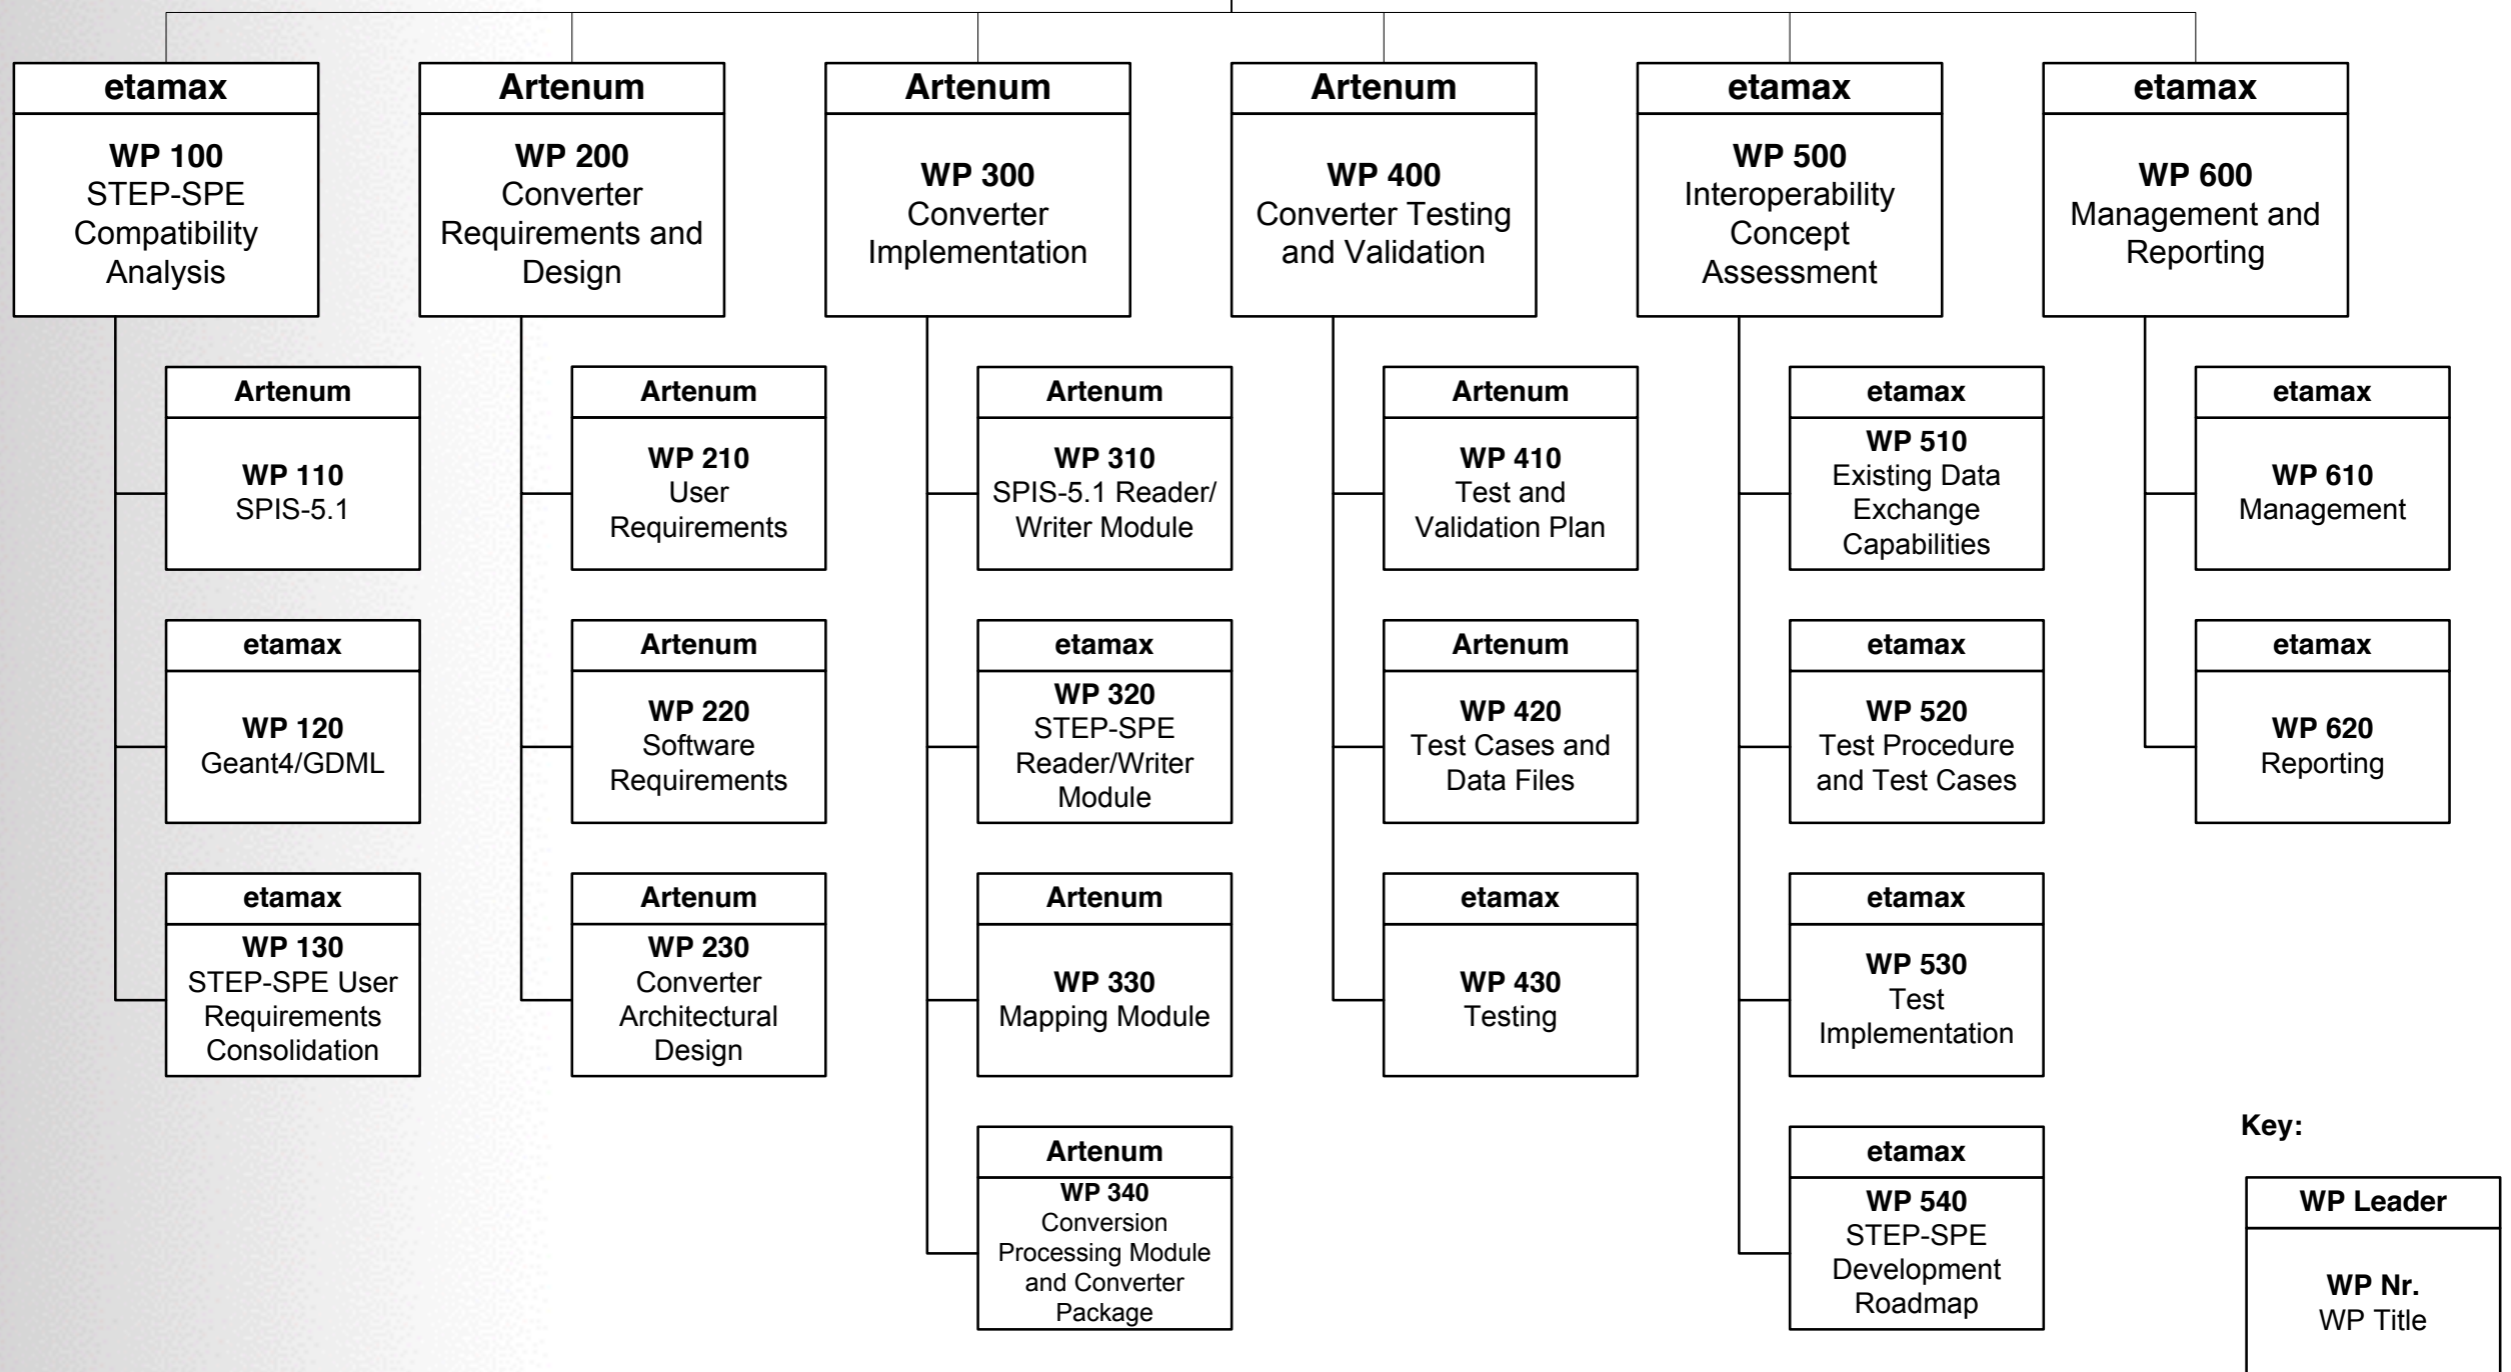 etamax
WP 100
STEP-SPE
Compatibility
Analysis
Artenum
WP 110
SPIS-5.1
etamax
WP 120
Geant4/GDML
etamax
WP 130
STEP-SPE User
Requirements
Consolidation
Artenum
WP 200
Converter
Requirements and
Design
Artenum
WP 210
User
Requirements
Artenum
WP 220
Software
Requirements
Artenum
WP 230
Converter
Architectural
Design
Artenum
WP 300
Converter
Implementation
Artenum
WP 310
SPIS-5.1 Reader/
Writer Module
etamax
WP 320
STEP-SPE
Reader/Writer
Module
Artenum
WP 330
Mapping Module
Artenum
WP 340
Conversion
Processing Module
and Converter
Package
Artenum
WP 400
Converter Testing
and Validation
Artenum
WP 410
Test and
Validation Plan
Artenum
WP 420
Test Cases and
Data Files
etamax
WP 430
Testing
etamax
WP 500
Interoperability
Concept
Assessment
etamax
WP 510
Existing Data
Exchange
Capabilities
etamax
WP 520
Test Procedure
and Test Cases
etamax
WP 530
Test
Implementation
etamax
WP 540
STEP-SPE
Development
Roadmap
etamax
WP 600
Management and
Reporting
etamax
WP 610
Management
etamax
WP 620
Reporting
Key:
WP Leader
WP Nr.
WP Title